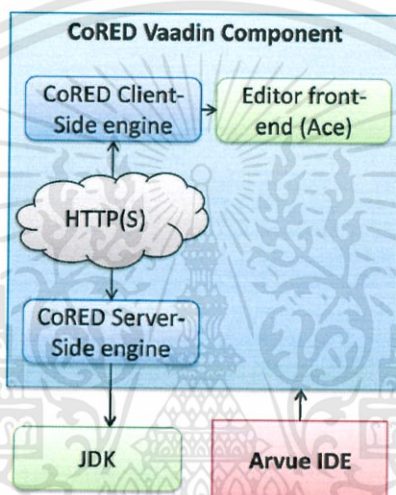 CoRED Vaadin Component
CoRED Client-
Side engine
Editor front-
end (Ace)
HTTP(S)
CoRED Server-
Side engine
JDK
Arvue IDE